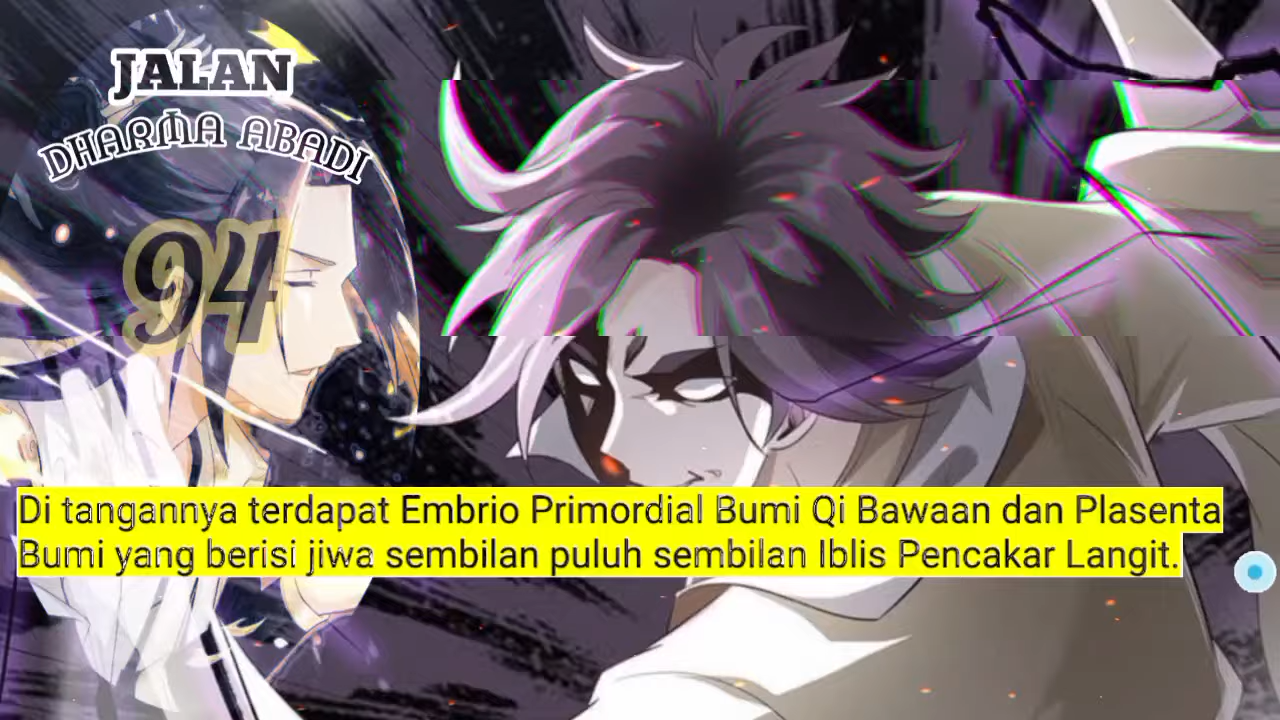 JALAN
DHARMA ABADI
94
Di tangannya terdapat Embrio Primordial Bumi Qi Bawaan dan Plasenta
Bumi yang berisi jiwa sembilan puluh sembilan Iblis Pencakar Langit.